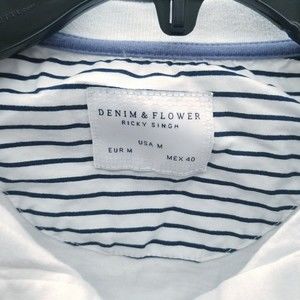 DENIM & FLOWER
RICKY SINGH
USA M
EUR M
MEX 40